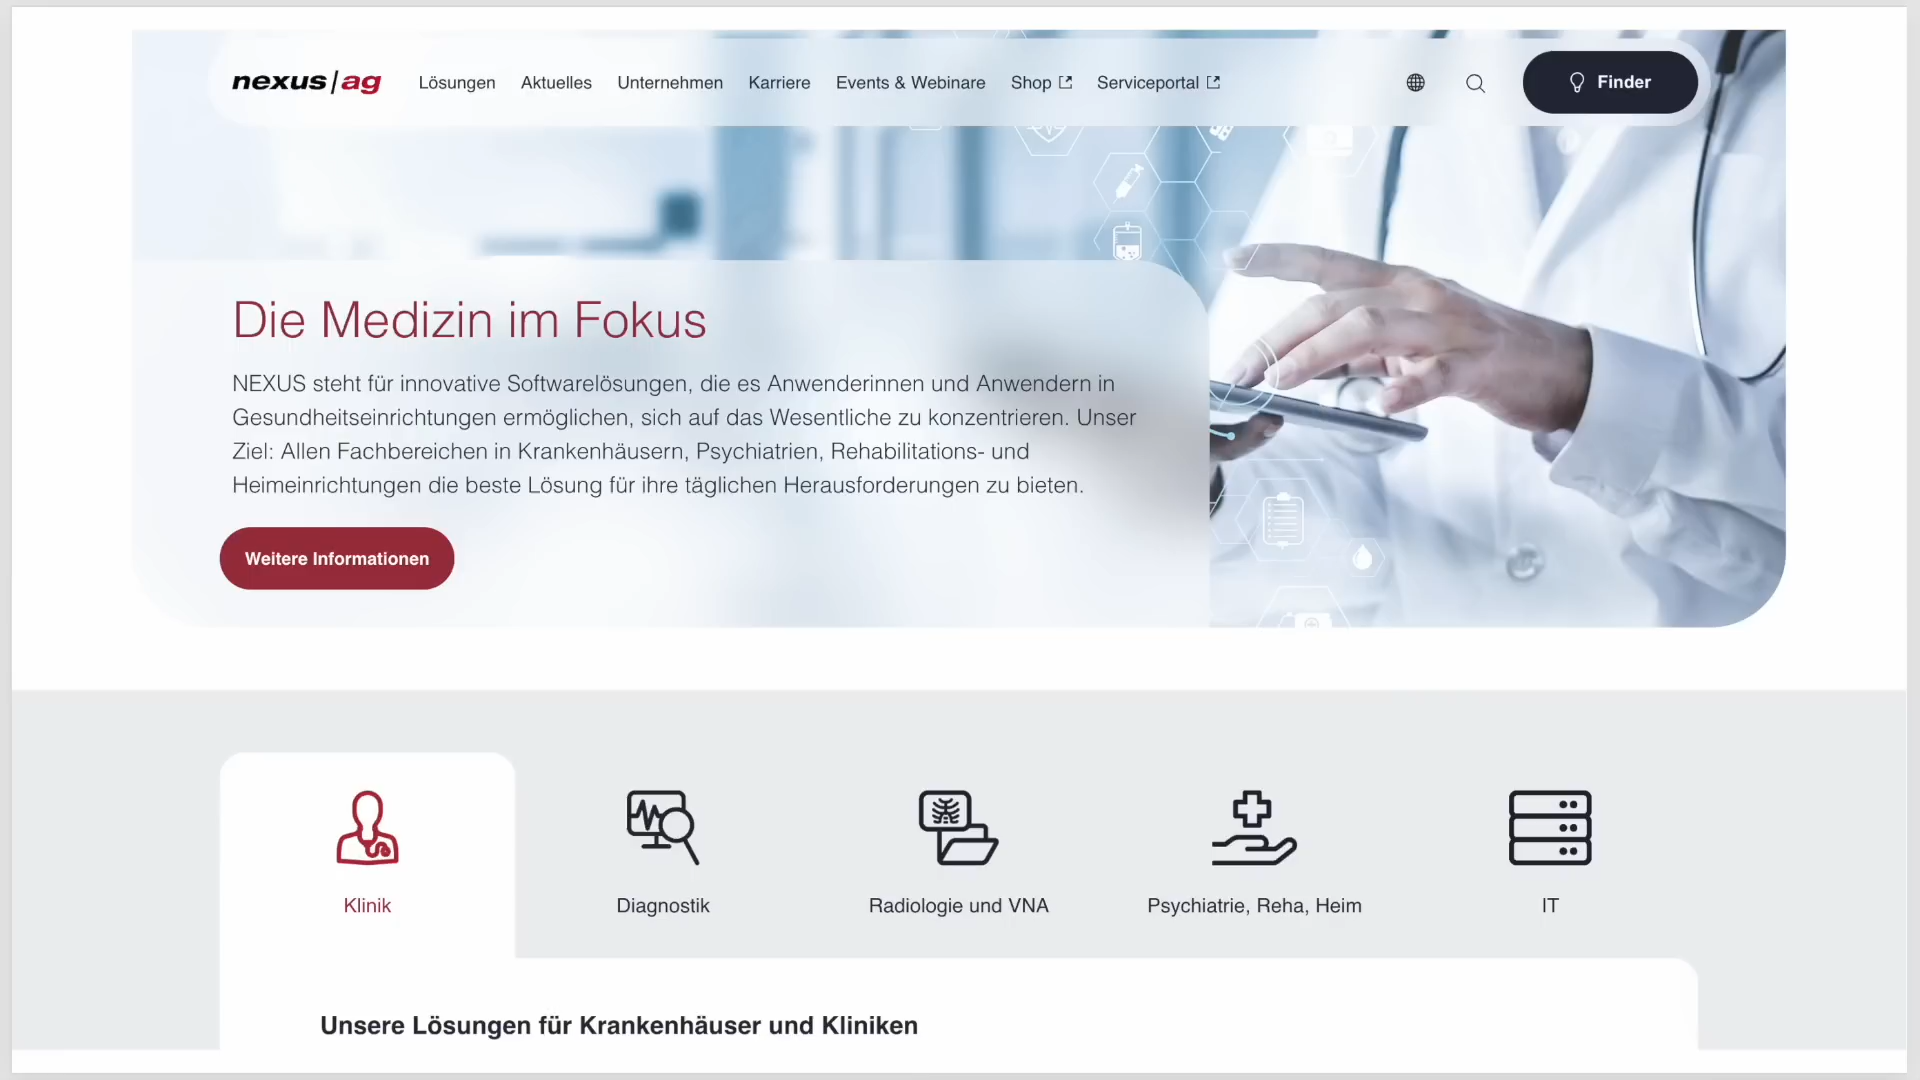 nexus|ag
Lösungen
Aktuelles
Unternehmen
Karriere
Events & Webinare
Shop
Serviceportal
Finder
Die Medizin im Fokus
NEXUS steht für innovative Softwarelösungen, die es Anwenderinnen und Anwendern in
Gesundheitseinrichtungen ermöglichen, sich auf das Wesentliche zu konzentrieren. Unser
Ziel: Allen Fachbereichen in Krankenhäusern, Psychiatrien, Rehabilitations- und
Heimeinrichtungen die beste Lösung für ihre täglichen Herausforderungen zu bieten.
Weitere Informationen
Klinik
Diagnostik
Radiologie und VNA
Psychiatrie, Reha, Heim
IT
Unsere Lösungen für Krankenhäuser und Kliniken